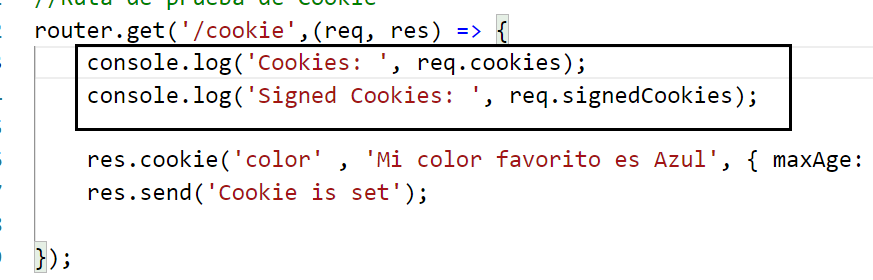 //Ruta de prueba de Cookie
router.get('/cookie',(req, res) => {
console.log('Cookies: ', req.cookies);
console.log('Signed Cookies: ', req.signedCookies);
res.cookie('color' , 'Mi color favorito es Azul', { maxAge:
res.send('Cookie is set');
});